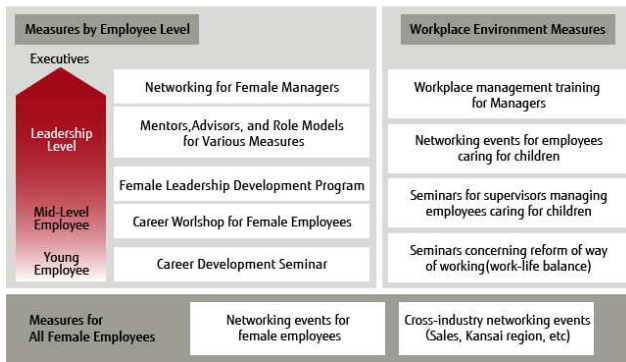 Measures by Employee Level
Executives
Leadership
Level
Mid-Level
Employee
Young
Employee
Networking for Female Managers
Mentors,Advisors, and Role Models
for Various Measures
Female Leadership Development Program
Career Worlshop for Female Employees
Career Development Seminar
Workplace Environment Measures
Workplace management training
for Managers
Networking events for employees
caring for children
Seminars for supervisors managing
employees caring for children
Seminars concerning reform of way
of working(work-life balance)
Measures for
All Female Employees
Networking events for
female employees
Cross-industry networking events
(Sales, Kansai region, etc)